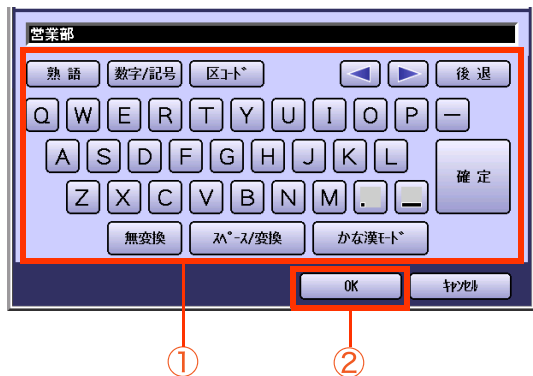 営業部
熟 語 数字/記号 区ｺｰﾄﾞ 後 退
Q W E R T Y U I O P ー
A S D F G H J K L
確 定
Z X C V B N M . _
無変換 ｽﾍﾟｰｽ/変換 かな漢ﾓｰﾄﾞ
OK ｷｬﾝｾﾙ
① ②